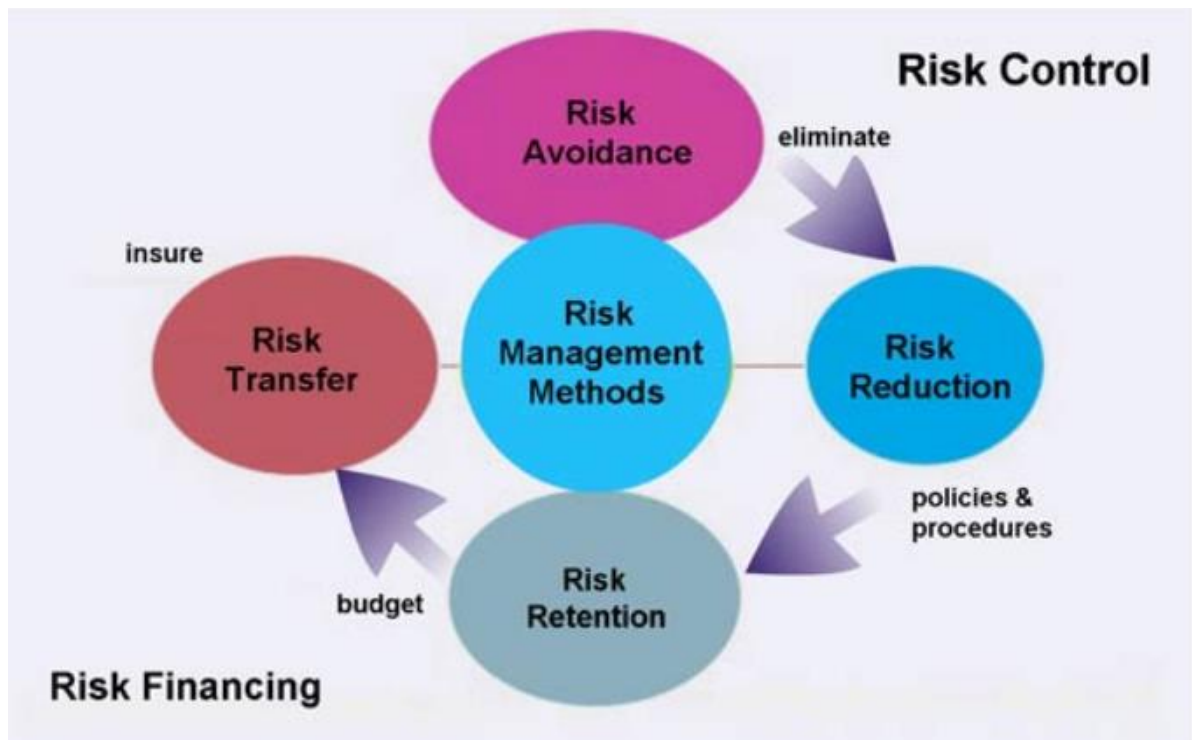 Risk Control
Risk
Avoidance
eliminate
insure
Risk
Transfer
Risk
Management
Methods
Risk
Reduction
policies &
procedures
Risk
Retention
budget
Risk Financing